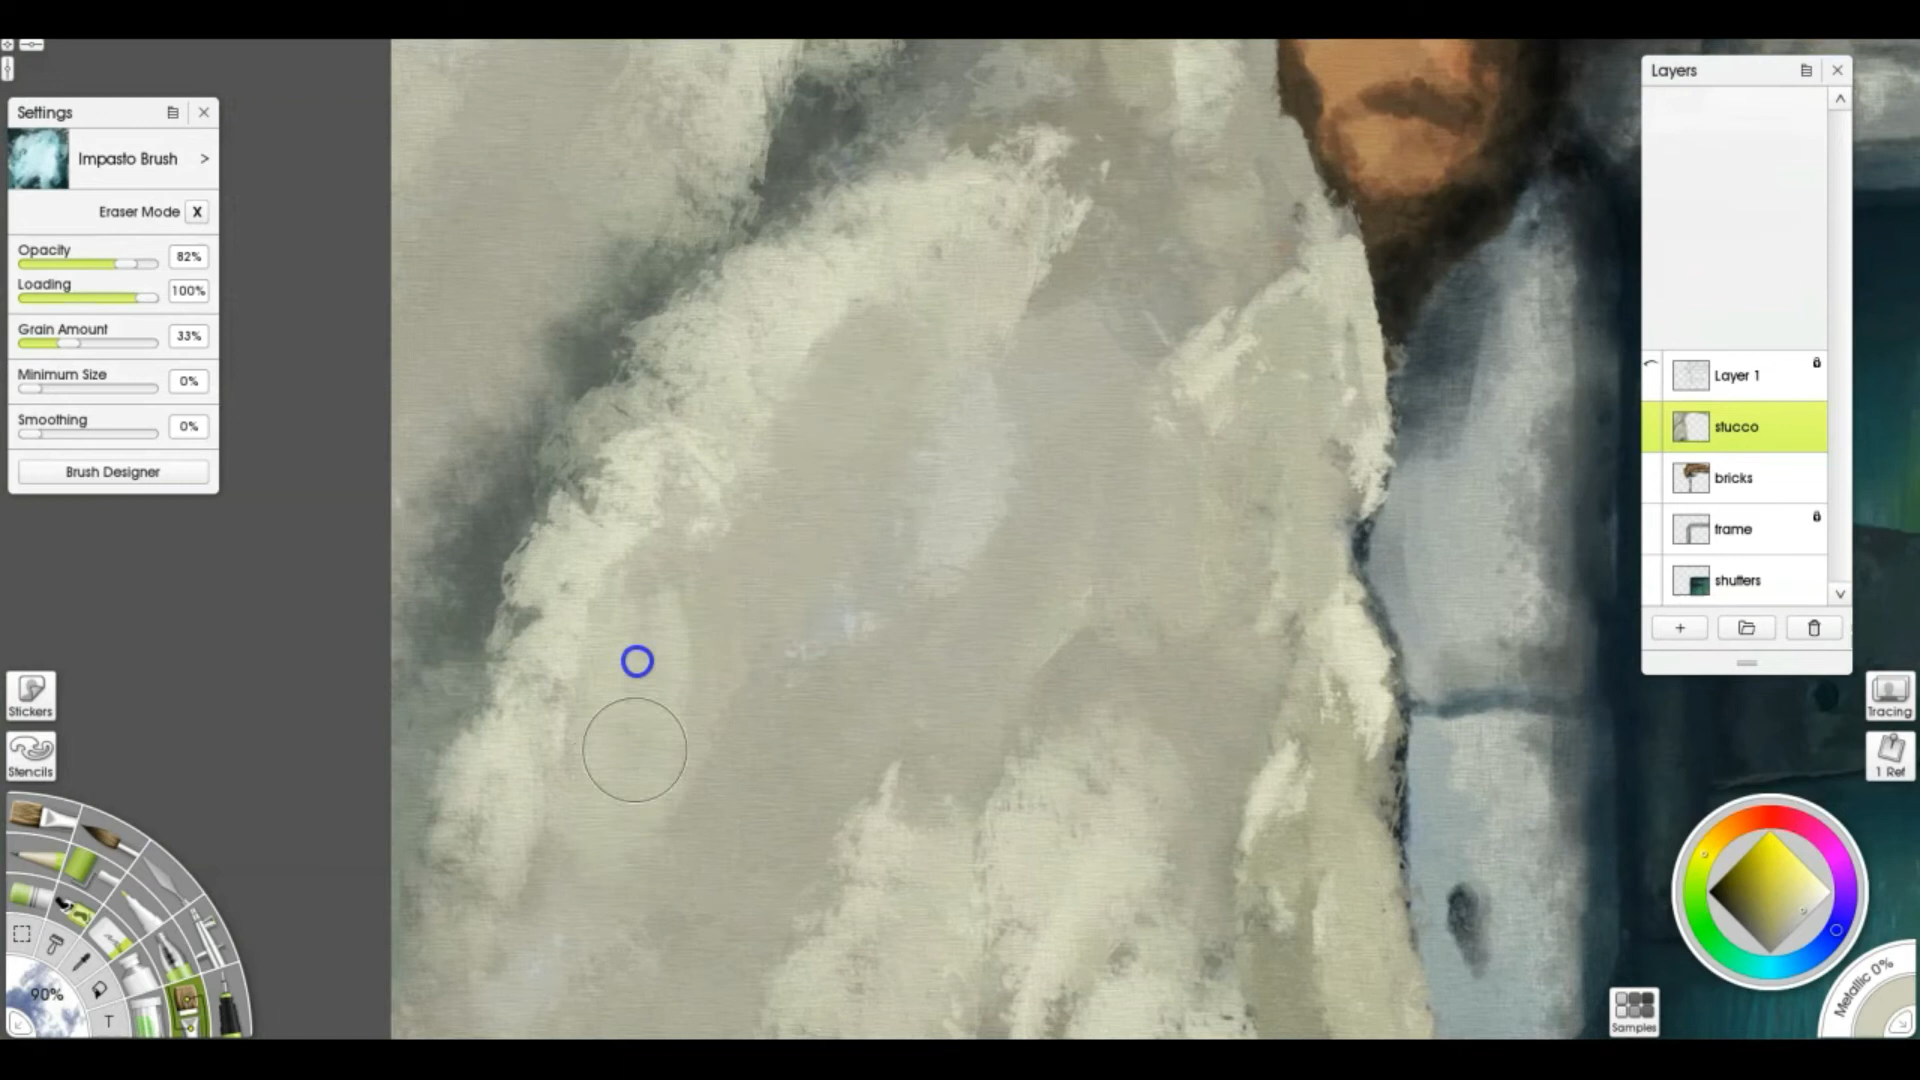 Settings
Impasto Brush >
Eraser Mode X
Opacity
82%
Loading
100%
Grain Amount
33%
Minimum Size
0%
Smoothing
0%
Brush Designer
Stickers
Stencils
90%
T
Layers
Layer 1
stucco
bricks
frame
shutters
+
Tracing
1 Ref
Samples
Metallic 0%